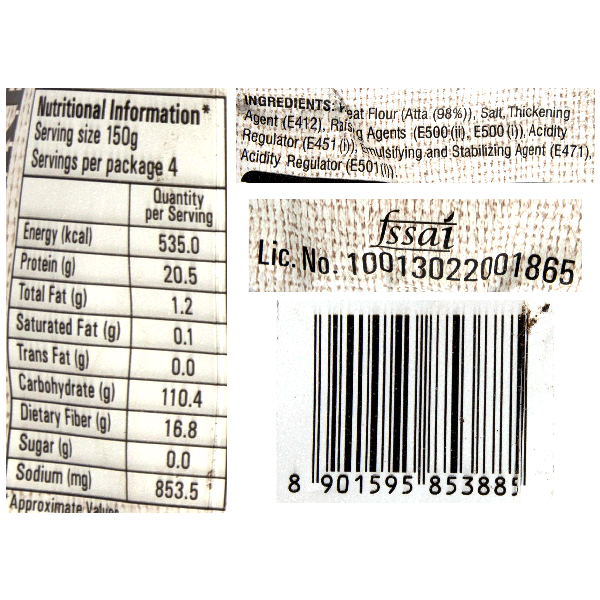 Nutritional Information*
Serving size 150g
Servings per package 4
Quantity
per Serving
Energy (kcal) 535.0
Protein (g) 20.5
Total Fat (g) 1.2
Saturated Fat (g) 0.1
Trans Fat (g) 0.0
Carbohydrate (g) 110.4
Dietary Fiber (g) 16.8
Sugar (g) 0.0
Sodium (mg) 853.5
*Approximate Values
INGREDIENTS: Flour (Atta (98%)), Salt, Thickening
Agent (E412), Agents (E500 (ii), E500 (i)), Acidity
Regulator (E451 (i)), and Stabilizing Agent (E471),
Acidity Regulator (E501(i)).
fssai
Lic. No. 10013022001865
8 901595 853885